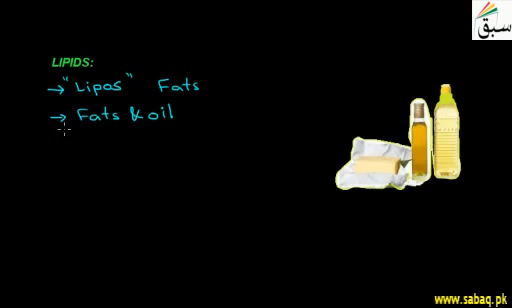 سبق
LIPIDS:
→ "Lipos" Fats
→ Fats & oil
www.sabaq.pk